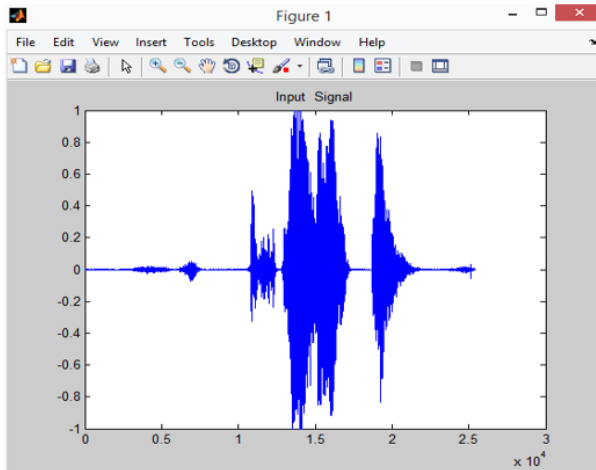 Figure 1
File Edit View Insert Tools Desktop Window Help
Input Signal
1
0.8
0.6
0.4
0.2
0
-0.2
-0.4
-0.6
-0.8
-1
0 0.5 1 1.5 2 2.5 3
x 10^4